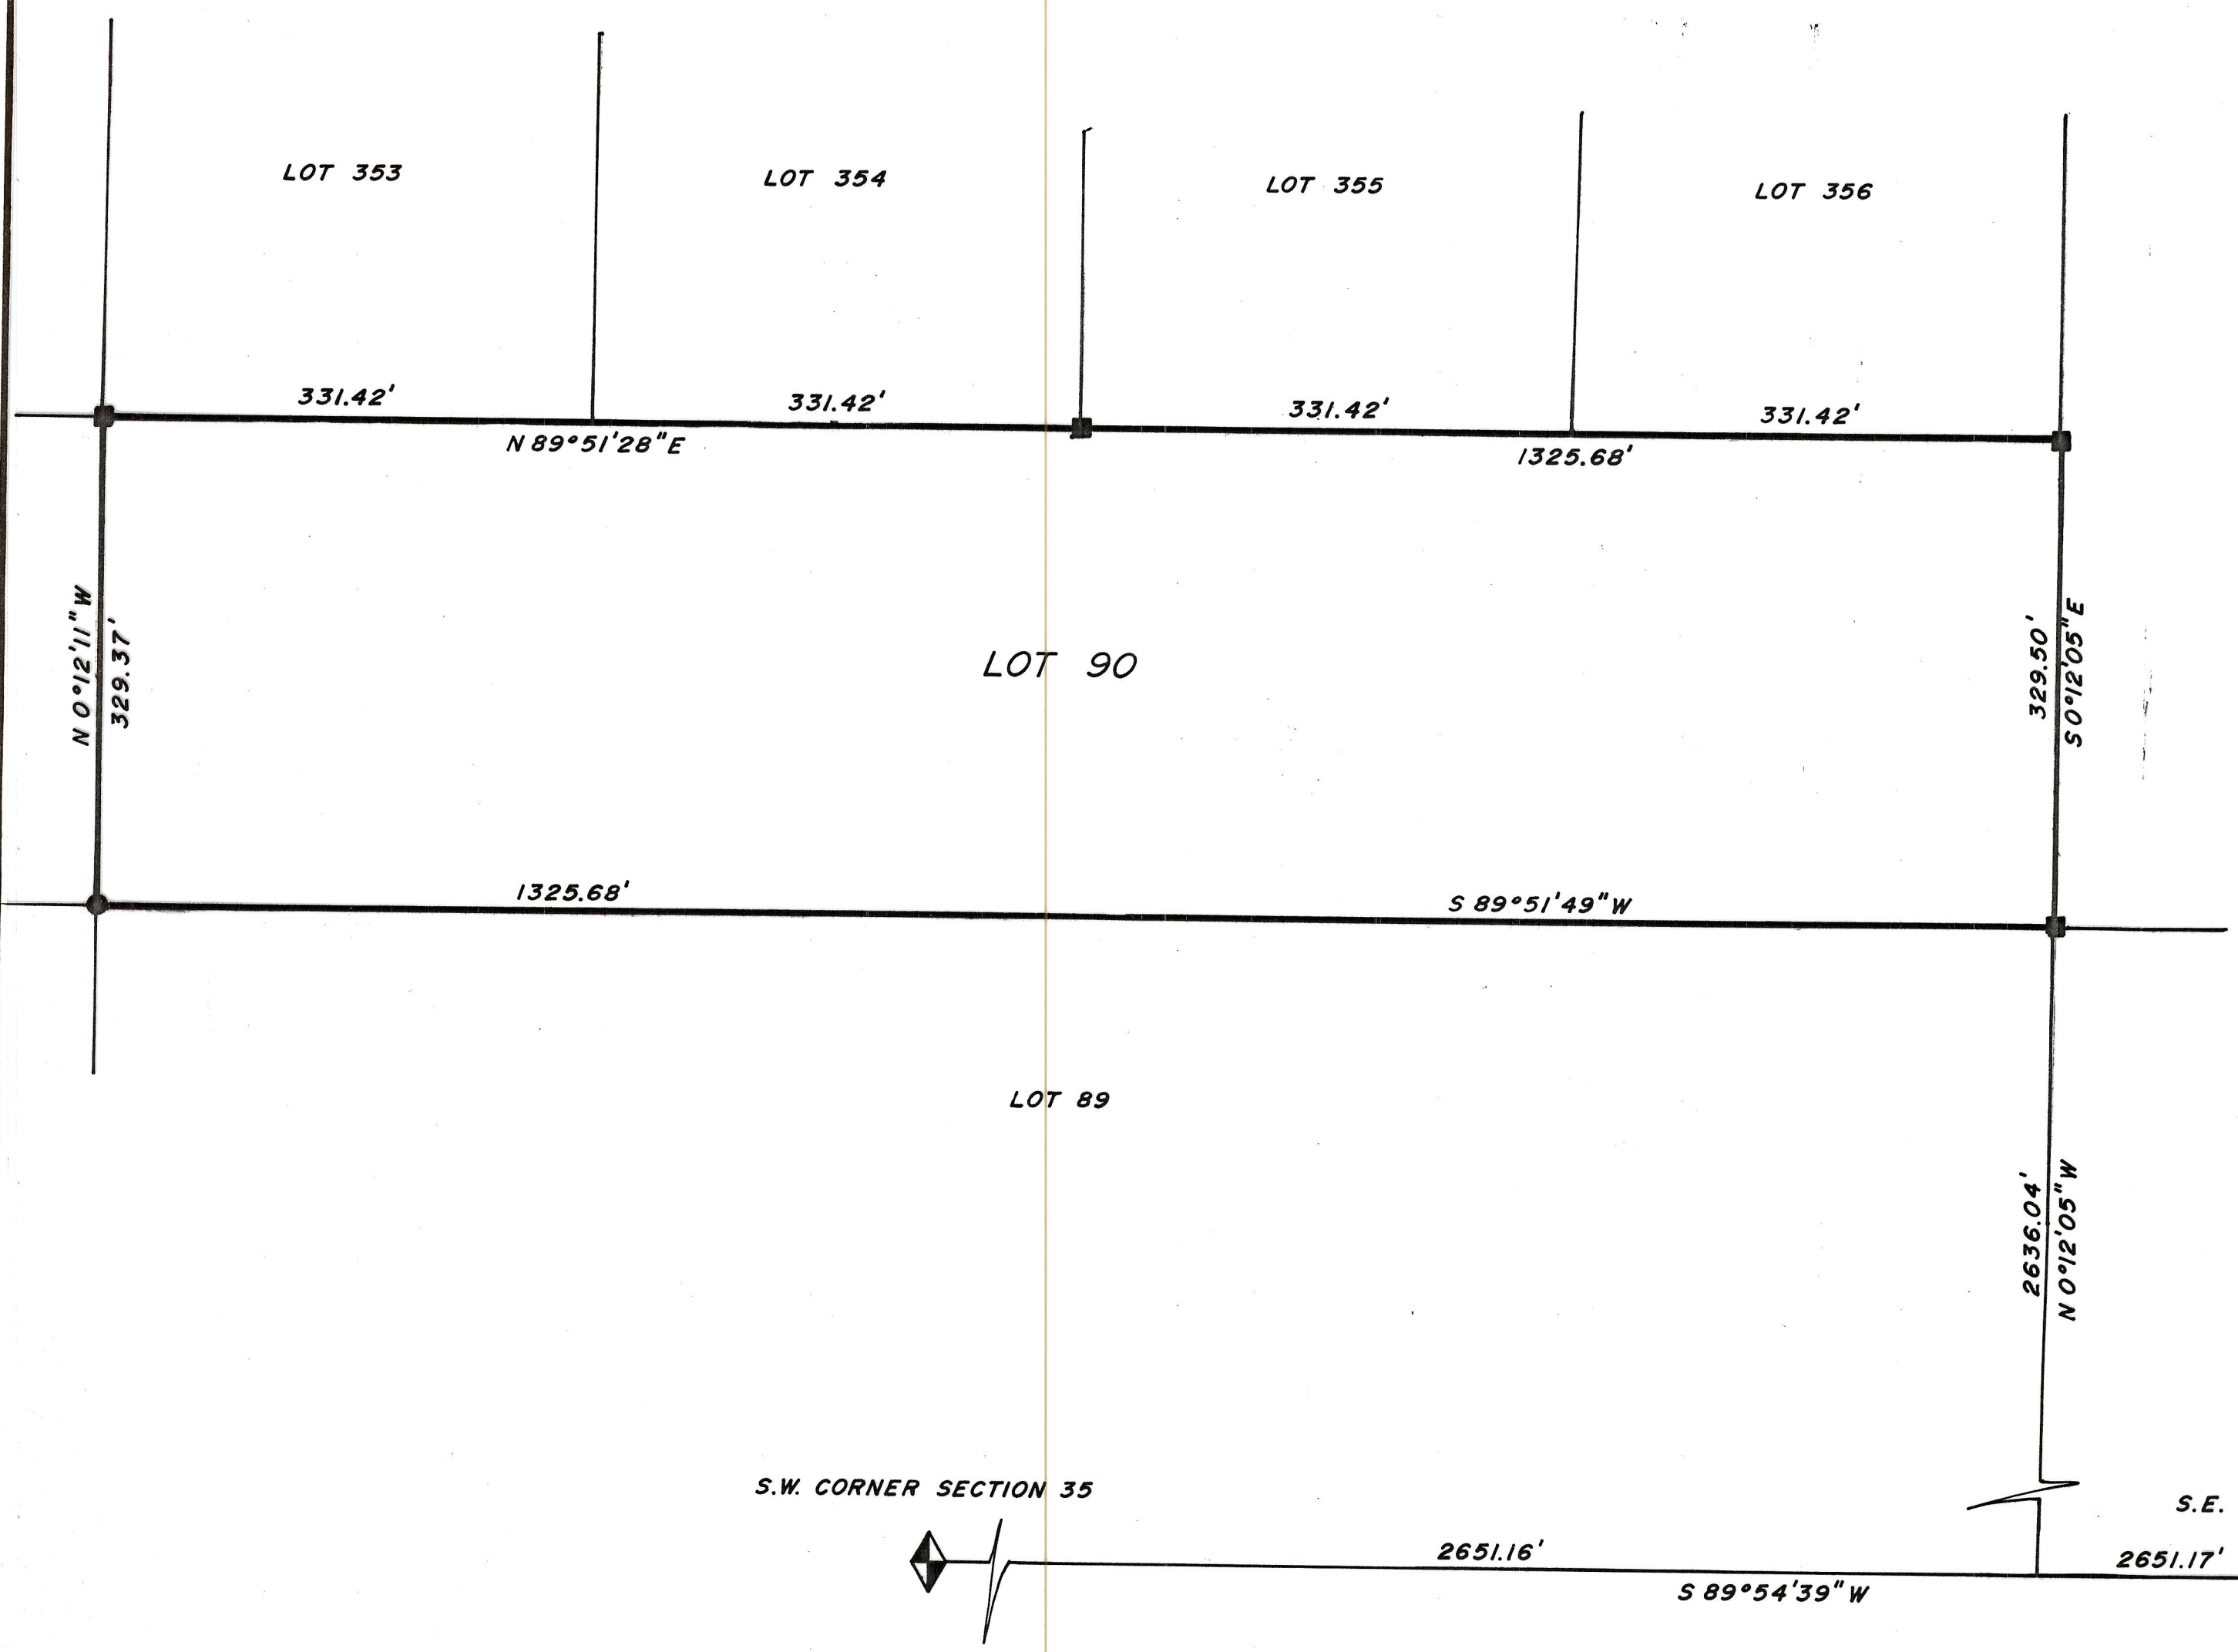 LOT 353
LOT 354
LOT 355
LOT 356
331.42'
331.42'
331.42'
331.42'
N 89°51'28" E
1325.68'
N 0°12'11" W
329.37'
LOT 90
329.50'
S 0°12'05" E
1325.68'
S 89°51'49" W
LOT 89
2636.04'
N 0°12'05" W
S.W. CORNER SECTION 35
S.E.
2651.16'
2651.17'
S 89°54'39" W